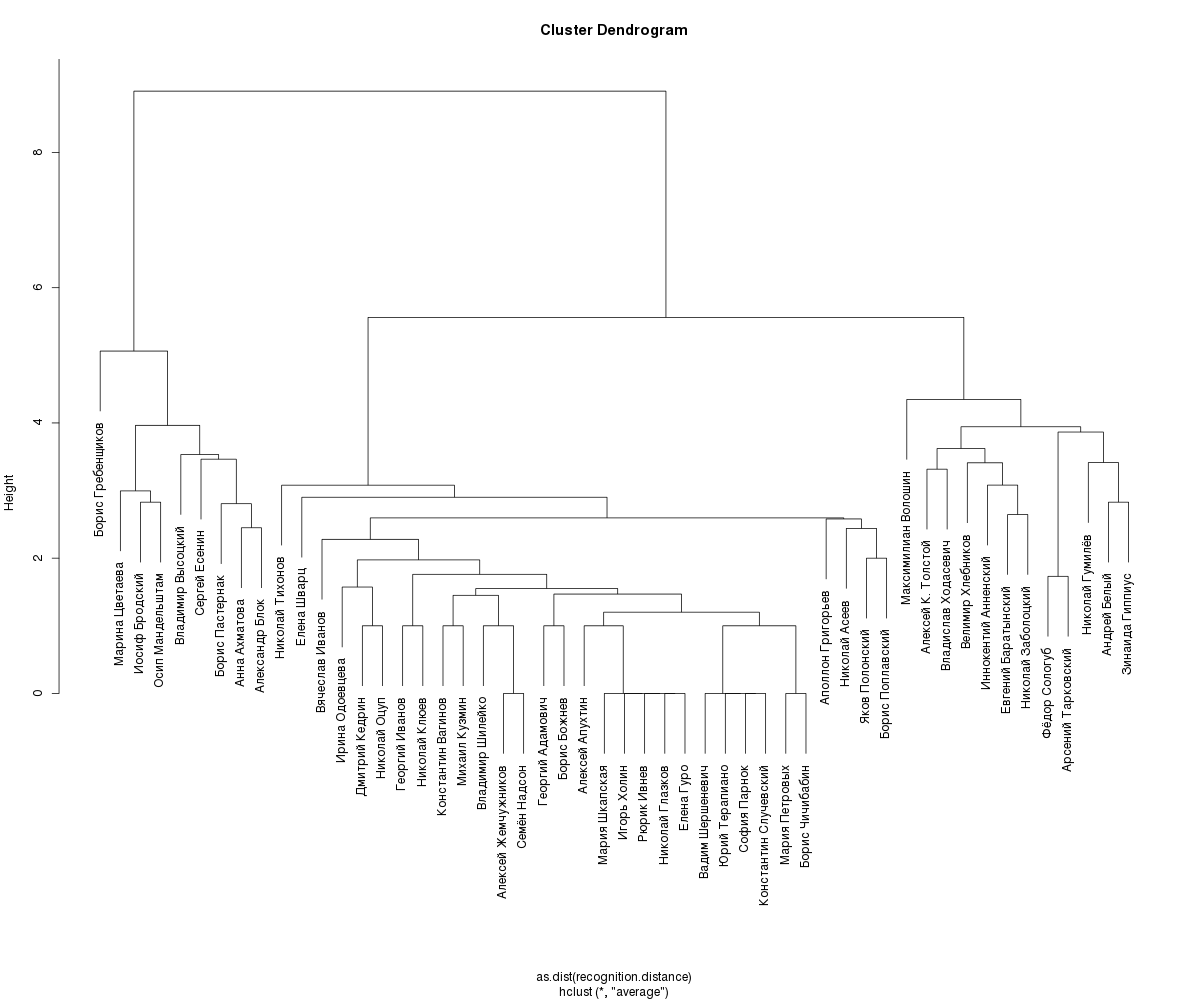 Cluster Dendrogram
Height
8
6
4
2
0
Борис Гребенщиков
Марина Цветаева
Иосиф Бродский
Осип Мандельштам
Владимир Высоцкий
Сергей Есенин
Борис Пастернак
Анна Ахматова
Александр Блок
Николай Тихонов
Елена Шварц
Вячеслав Иванов
Ирина Одоевцева
Дмитрий Кедрин
Николай Оцуп
Георгий Иванов
Николай Клюев
Константин Вагинов
Михаил Кузмин
Владимир Шилейко
Алексей Жемчужников
Семён Надсон
Георгий Адамович
Борис Божнев
Алексей Апухтин
Мария Шкапская
Игорь Холин
Рюрик Ивнев
Николай Глазков
Елена Гуро
Вадим Шершеневич
Юрий Терапиано
София Парнок
Константин Случевский
Мария Петровых
Борис Чичибабин
Аполлон Григорьев
Николай Асеев
Яков Полонский
Борис Поплавский
Максимилиан Волошин
Алексей К. Толстой
Владислав Ходасевич
Велимир Хлебников
Иннокентий Анненский
Евгений Баратынский
Николай Заболоцкий
Фёдор Сологуб
Арсений Тарковский
Николай Гумилёв
Андрей Белый
Зинаида Гиппиус
as.dist(recognition.distance)
hclust (*, "average")